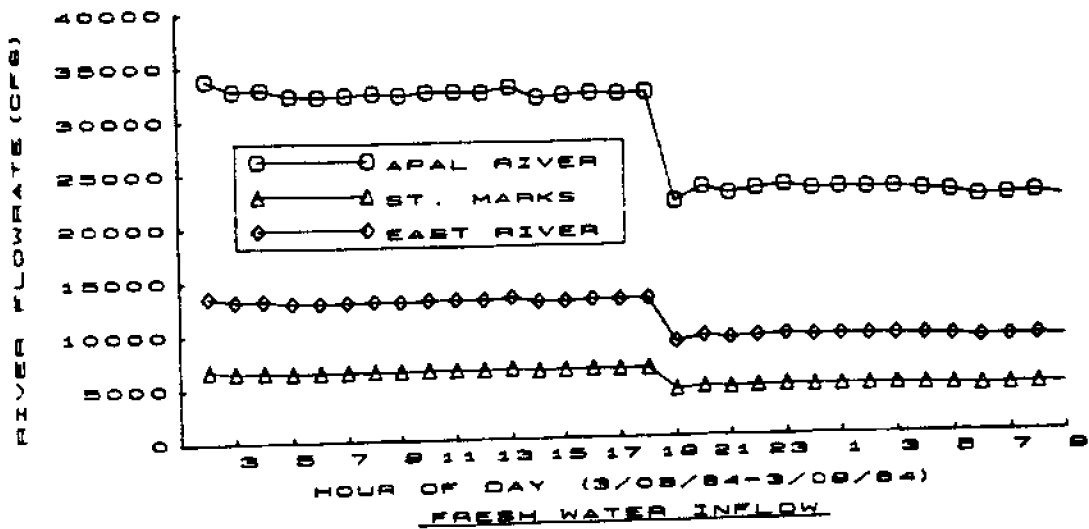 40000
35000
30000
25000
20000
15000
10000
5000
0
RIVER FLOWRATE (CFS)
APAL RIVER
ST. MARKS
EAST RIVER
3 5 7 9 11 13 15 17 19 21 23 1 3 5 7 9
HOUR OF DAY (3/08/84-3/09/84)
FRESH WATER INFLOW